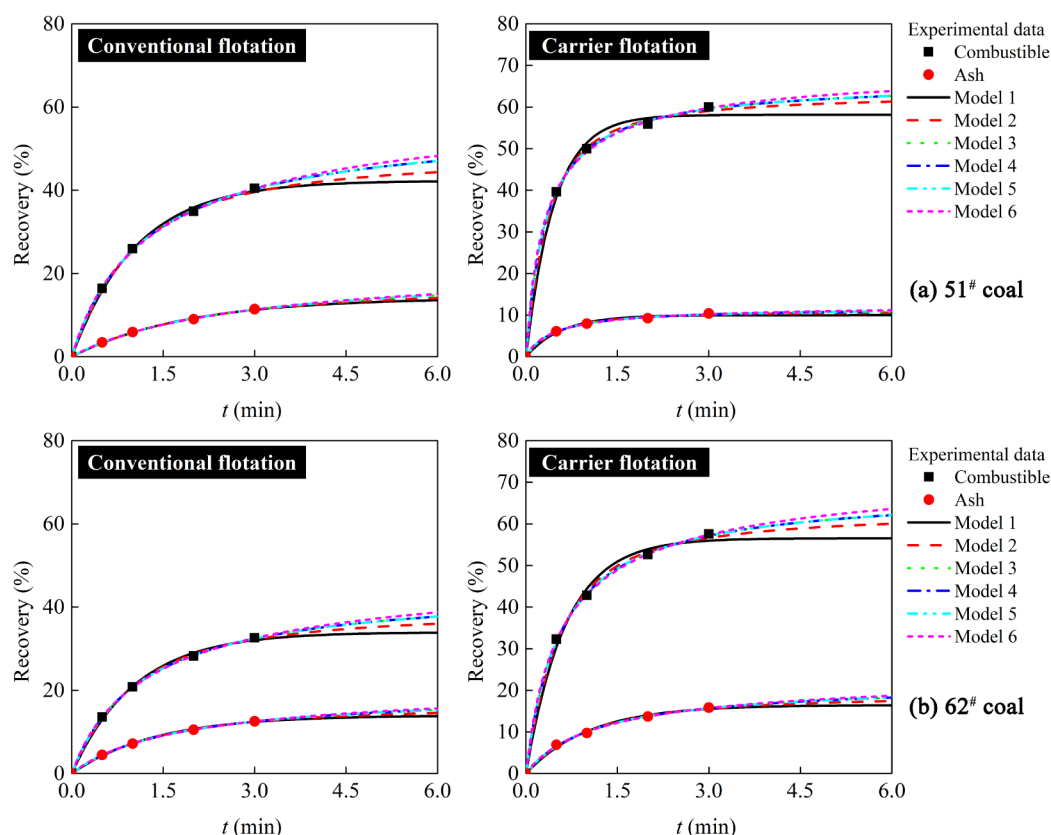 Conventional flotation
80
60
40
20
0
Recovery (%)
0.0 1.5 3.0 4.5 6.0
t (min)
Carrier flotation
80
70
60
50
40
30
20
10
0
Recovery (%)
0.0 1.5 3.0 4.5 6.0
t (min)
Experimental data
Combustible
Ash
Model 1
Model 2
Model 3
Model 4
Model 5
Model 6
(a) 51# coal
Conventional flotation
80
60
40
20
0
Recovery (%)
0.0 1.5 3.0 4.5 6.0
t (min)
Carrier flotation
80
70
60
50
40
30
20
10
0
Recovery (%)
0.0 1.5 3.0 4.5 6.0
t (min)
Experimental data
Combustible
Ash
Model 1
Model 2
Model 3
Model 4
Model 5
Model 6
(b) 62# coal